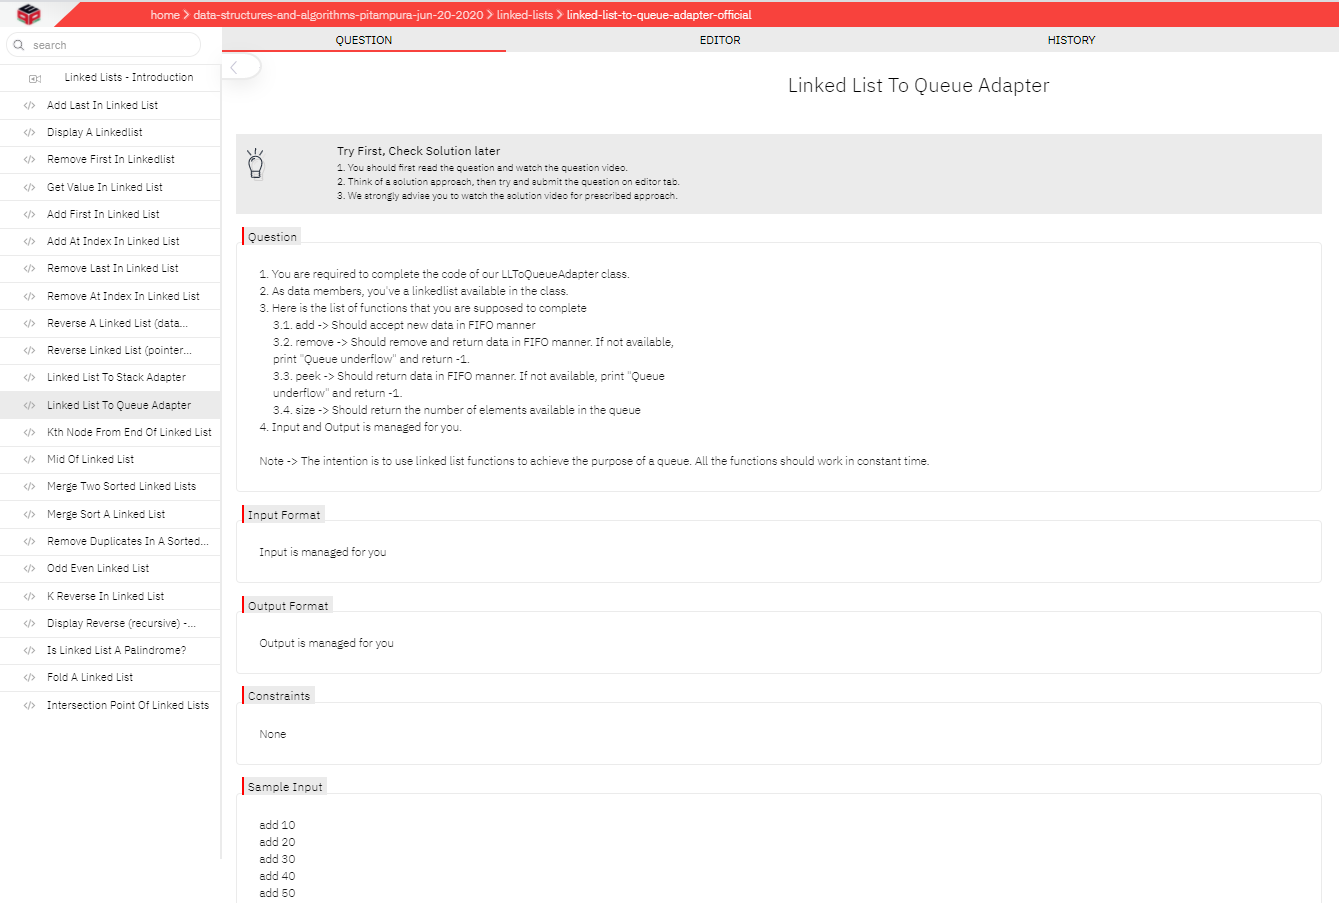 home > data-structures-and-algorithms-pitampura-jun-20-2020 > linked-lists > linked-list-to-queue-adapter-official
search
Linked Lists - Introduction
Add Last In Linked List
Display A Linkedlist
Remove First In Linkedlist
Get Value In Linked List
Add First In Linked List
Add At Index In Linked List
Remove Last In Linked List
Remove At Index In Linked List
Reverse A Linked List (data...
Reverse Linked List (pointer...
Linked List To Stack Adapter
Linked List To Queue Adapter
Kth Node From End Of Linked List
Mid Of Linked List
Merge Two Sorted Linked Lists
Merge Sort A Linked List
Remove Duplicates In A Sorted...
Odd Even Linked List
K Reverse In Linked List
Display Reverse (recursive) -...
Is Linked List A Palindrome?
Fold A Linked List
Intersection Point Of Linked Lists
QUESTION EDITOR HISTORY
Linked List To Queue Adapter
Try First, Check Solution later
1. You should first read the question and watch the question video.
2. Think of a solution approach, then try and submit the question on editor tab.
3. We strongly advise you to watch the solution video for prescribed approach.
Question
1. You are required to complete the code of our LLToQueueAdapter class.
2. As data members, you've a linkedlist available in the class.
3. Here is the list of functions that you are supposed to complete
3.1. add -> Should accept new data in FIFO manner
3.2. remove -> Should remove and return data in FIFO manner. If not available,
print "Queue underflow" and return -1.
3.3. peek -> Should return data in FIFO manner. If not available, print "Queue
underflow" and return -1.
3.4. size -> Should return the number of elements available in the queue
4. Input and Output is managed for you.
Note -> The intention is to use linked list functions to achieve the purpose of a queue. All the functions should work in constant time.
Input Format
Input is managed for you
Output Format
Output is managed for you
Constraints
None
Sample Input
add 10
add 20
add 30
add 40
add 50